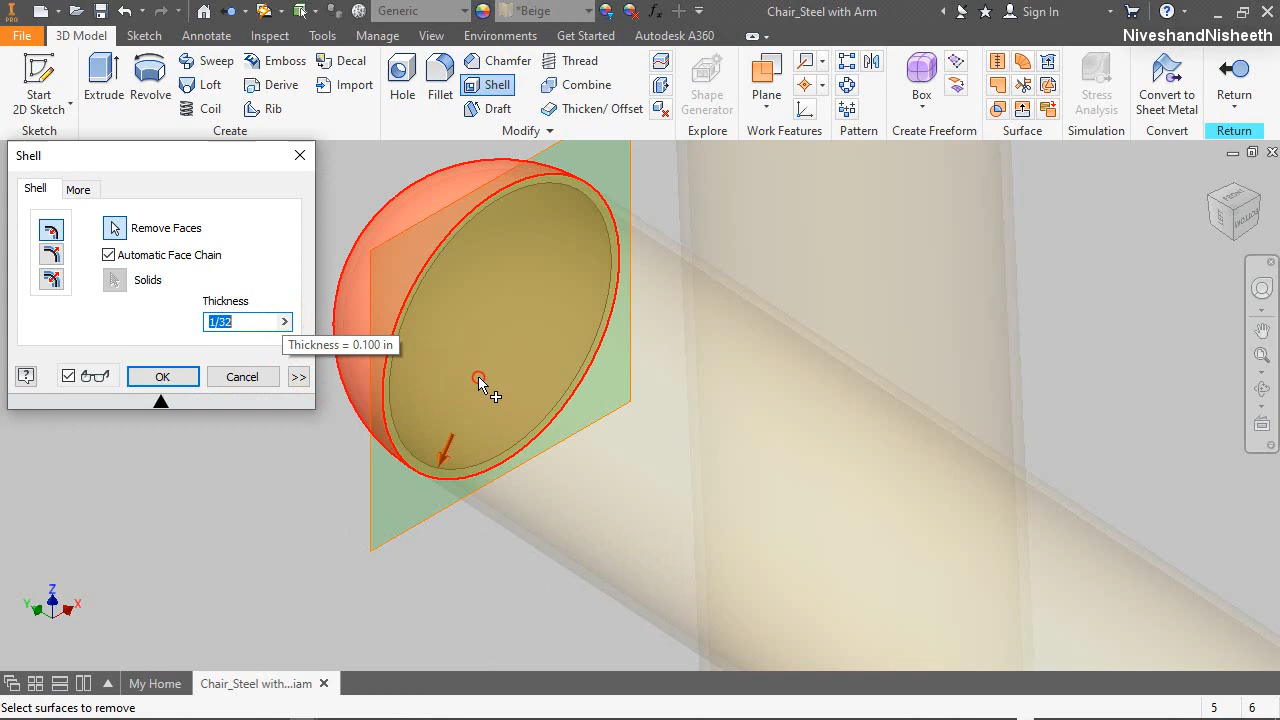 PRO
Generic
*Beige
Chair_Steel with Arm
Sign In
File
3D Model
Sketch
Annotate
Inspect
Tools
Manage
View
Environments
Get Started
Autodesk A360
NiveshandNisheeth
Start
2D Sketch
Extrude
Revolve
Sweep
Loft
Coil
Emboss
Derive
Rib
Decal
Import
Hole
Fillet
Chamfer
Shell
Draft
Thread
Combine
Thicken/ Offset
Shape
Generator
Plane
Box
Stress
Analysis
Convert to
Sheet Metal
Return
Sketch
Create
Modify
Explore
Work Features
Pattern
Create Freeform
Surface
Simulation
Convert
Return
Shell
Shell
More
Remove Faces
Automatic Face Chain
Solids
Thickness
1/32
Thickness = 0.100 in
OK
Cancel
>>
FRONT
BOTTOM
Z
Y
X
My Home
Chair_Steel with...iam
Select surfaces to remove
5
6